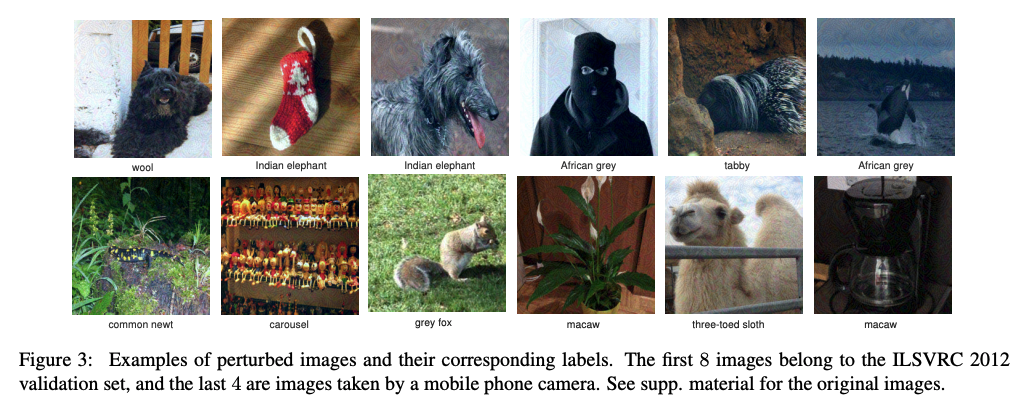 wool Indian elephant Indian elephant African grey tabby African grey
common newt carousel grey fox macaw three-toed sloth macaw
Figure 3: Examples of perturbed images and their corresponding labels. The first 8 images belong to the ILSVRC 2012
validation set, and the last 4 are images taken by a mobile phone camera. See supp. material for the original images.